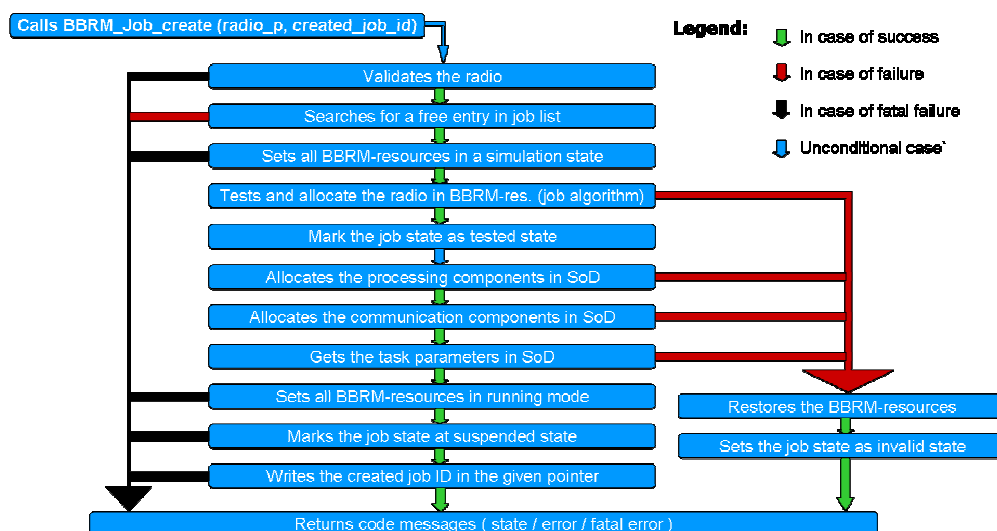 Calls BBRM_Job_create (radio_p, created_job_id)
Legend:
In case of success
In case of failure
In case of fatal failure
Unconditional case`
Validates the radio
Searches for a free entry in job list
Sets all BBRM-resources in a simulation state
Tests and allocate the radio in BBRM-res. (job algorithm)
Mark the job state as tested state
Allocates the processing components in SoD
Allocates the communication components in SoD
Gets the task parameters in SoD
Sets all BBRM-resources in running mode
Marks the job state at suspended state
Writes the created job ID in the given pointer
Restores the BBRM-resources
Sets the job state as invalid state
Returns code messages ( state / error / fatal error )